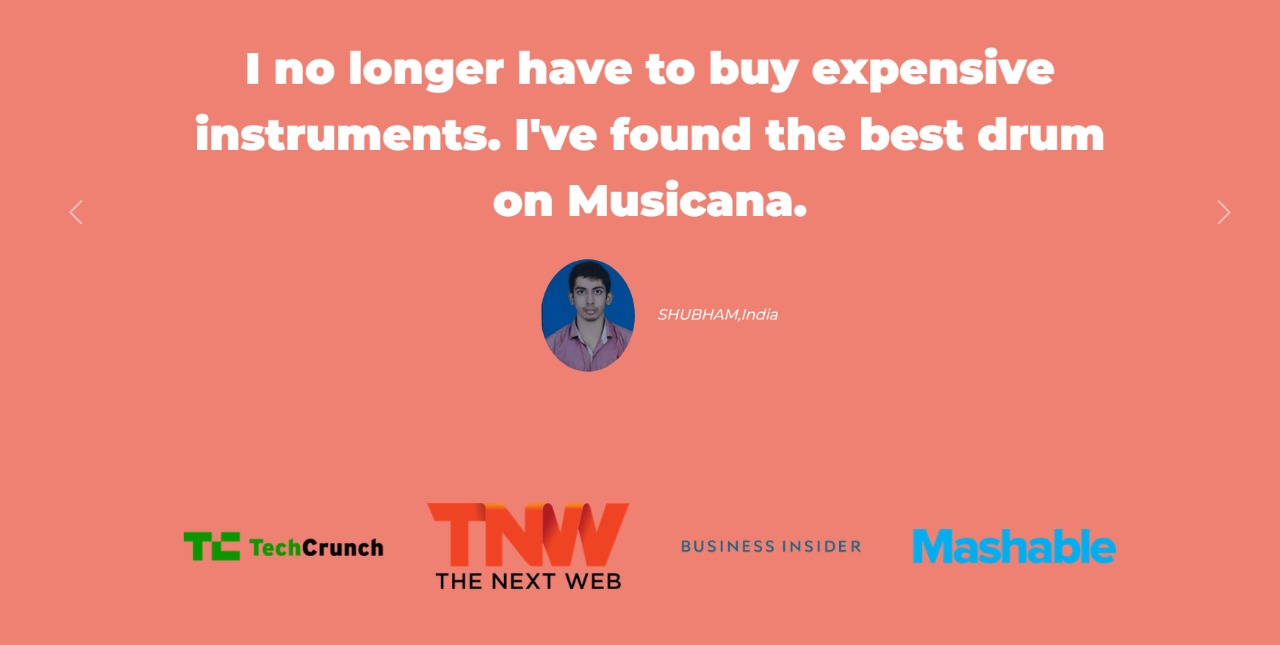 I no longer have to buy expensive
instruments. I've found the best drum
on Musicana.
SHUBHAM,India
TC TechCrunch
TNW
THE NEXT WEB
BUSINESS INSIDER
Mashable